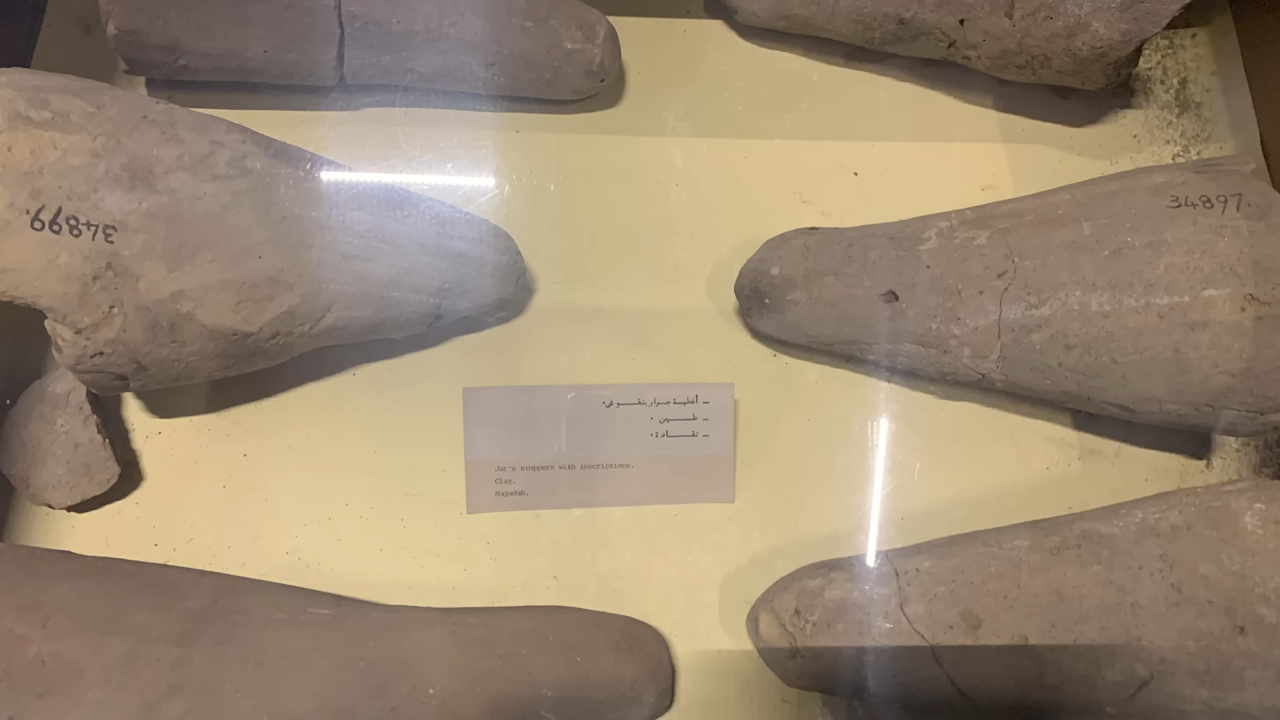 34899.
34897.
— أغطية جرار بنقوش.
— طين .
— نقادة .
Jar's stoppers with inscriptions.
Clay.
Naqadah.